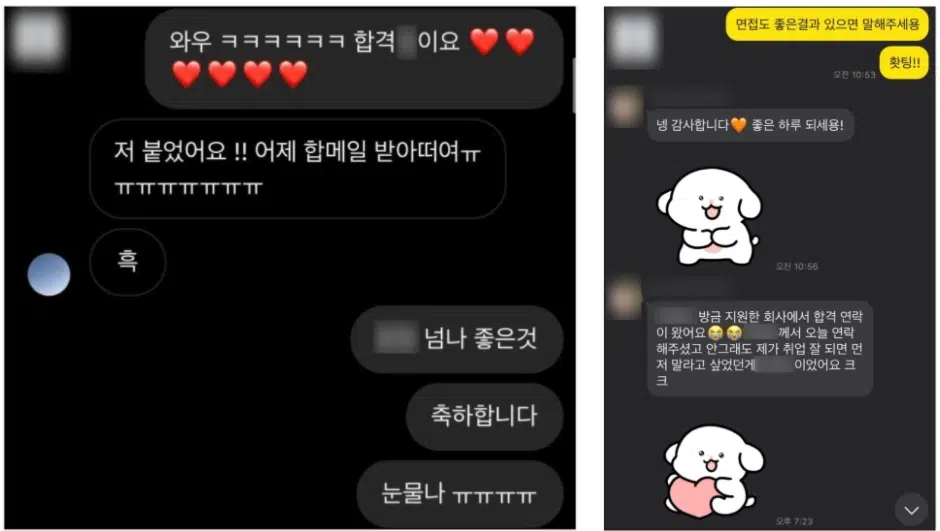 와우 ㅋㅋㅋㅋㅋㅋ 합격 이요 ❤️❤️
❤️❤️❤️❤️
저 붙었어요 !! 어제 합메일 받아떠여ㅠ
ㅠㅠㅠㅠㅠㅠㅠ
흑
넘나 좋은것
축하합니다
눈물나 ㅠㅠㅠㅠ
면접도 좋은결과 있으면 말해주세용
홧팅!!
오전 10:53
넹 감사합니다🧡 좋은 하루 되세용!
오전 10:56
방금 지원한 회사에서 합격 연락
이 왔어요😭😭 께서 오늘 연락
해주셨고 안그래도 제가 취업 잘 되면 먼
저 말라고 싶었던게 이었어요 크
크
오후 7:23